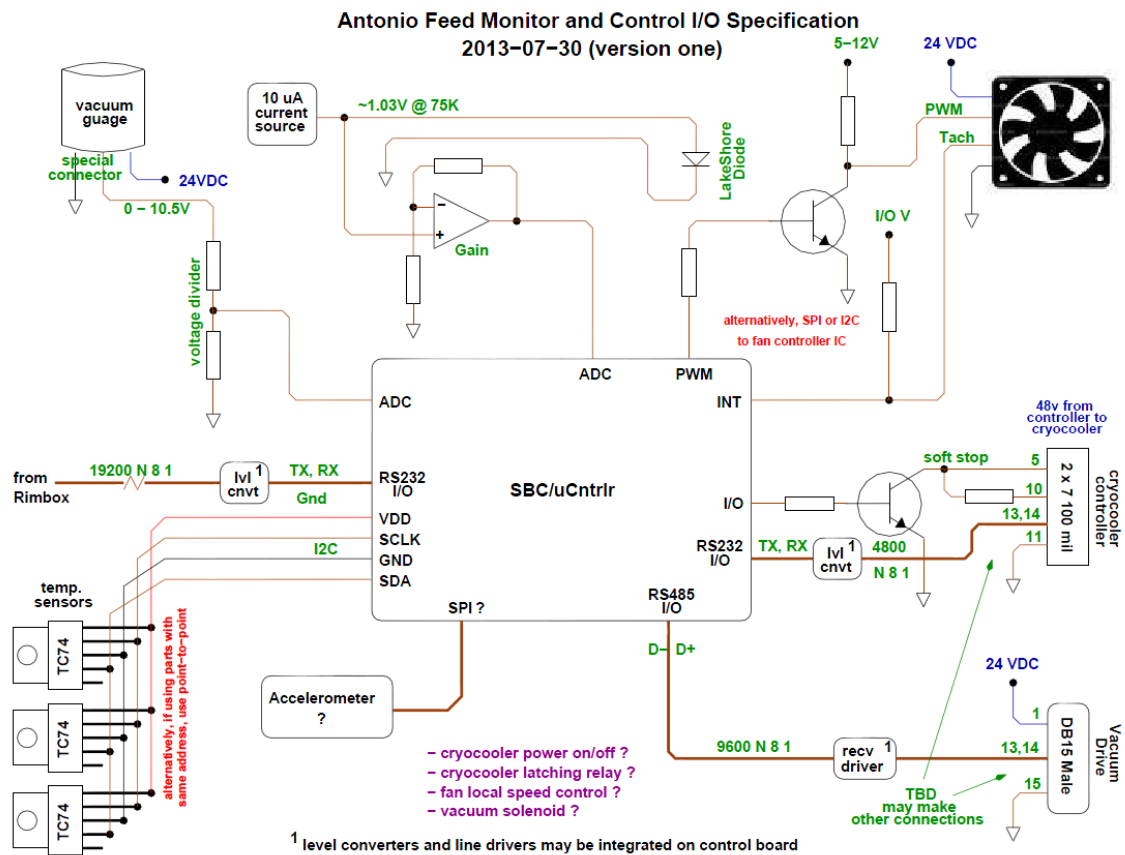 Antonio Feed Monitor and Control I/O Specification
2013-07-30 (version one)
vacuum
guage
special
connector
24VDC
0 - 10.5V
voltage divider
10 uA
current
source
~1.03V @ 75K
LakeShore
Diode
-
+
Gain
5-12V
24 VDC
PWM
Tach
I/O V
alternatively, SPI or I2C
to fan controller IC
ADC
PWM
ADC
INT
SBC/uCntrlr
from
Rimbox
19200 N 8 1
lvl 1
cnvt
TX, RX
Gnd
RS232
I/O
VDD
SCLK
GND
SDA
I2C
temp.
sensors
TC74
TC74
TC74
alternatively, if using parts with
same address, use point-to-point
SPI ?
Accelerometer
?
I/O
RS232
I/O
TX, RX
lvl 1
cnvt
4800
N 8 1
soft stop
48v from
controller to
cryocooler
5
10
13,14
11
2 x 7 100 mil
cryocooler
controller
RS485
I/O
D- D+
9600 N 8 1
recv 1
driver
24 VDC
1
13,14
15
DB15 Male
Vacuum
Drive
TBD
may make
other connections
- cryocooler power on/off ?
- cryocooler latching relay ?
- fan local speed control ?
- vacuum solenoid ?
1 level converters and line drivers may be integrated on control board